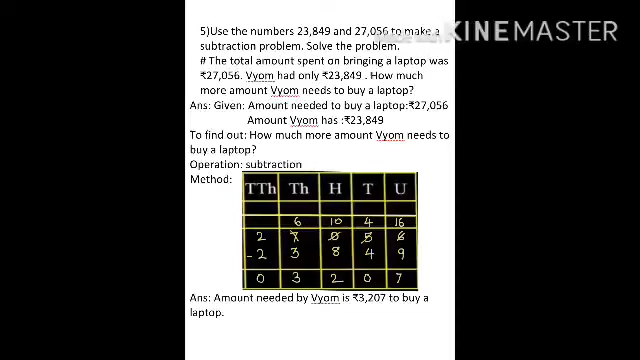 5)Use the numbers 23,849 and 27,056 to make a
subtraction problem. Solve the problem.
# The total amount spent on bringing a laptop was
₹27,056. Vyom had only ₹23,849 . How much
more amount Vyom needs to buy a laptop?
Ans: Given: Amount needed to buy a laptop:₹27,056
Amount Vyom has :₹23,849
To find out: How much more amount Vyom needs to
buy a laptop?
Operation: subtraction
Method:
TTh Th H T U
6 10 4 16
2 7 0 5 6
- 2 3 8 4 9
0 3 2 0 7
Ans: Amount needed by Vyom is ₹3,207 to buy a
laptop.
KINEMASTER